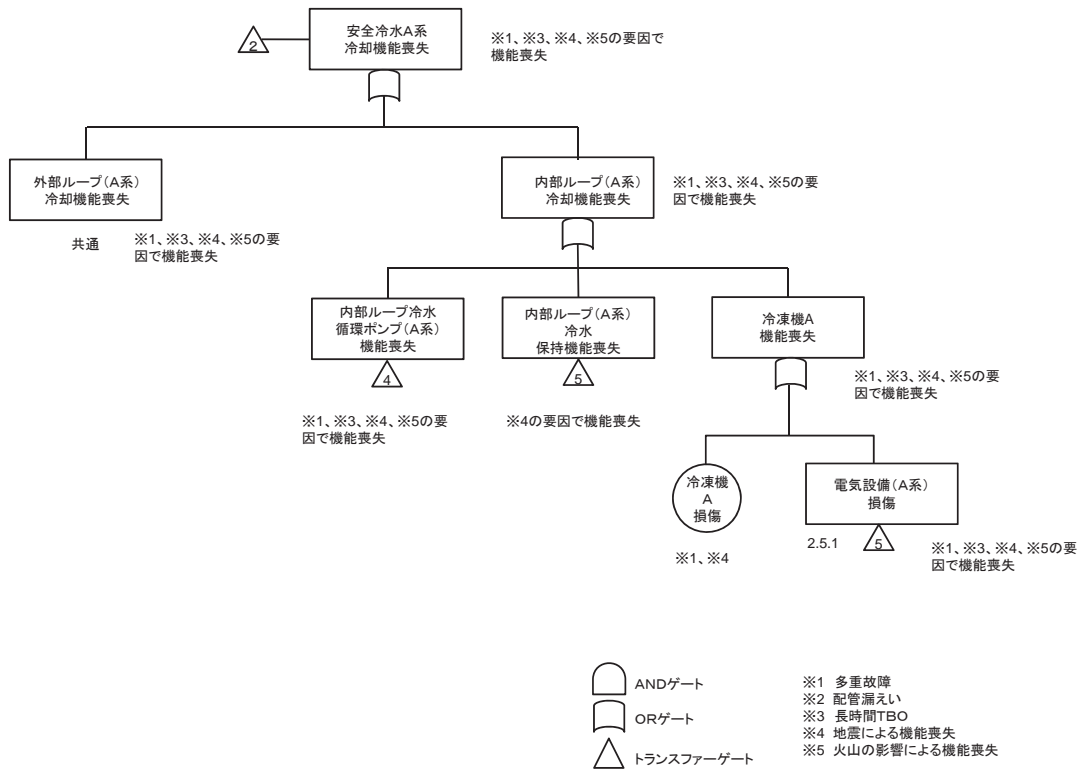 安全冷水A系
冷却機能喪失
2
※1、※3、※4、※5の要因で
機能喪失
外部ループ(A系)
冷却機能喪失
共通
※1、※3、※4、※5の要
因で機能喪失
内部ループ(A系)
冷却機能喪失
※1、※3、※4、※5の要
因で機能喪失
内部ループ冷水
循環ポンプ(A系)
機能喪失
4
※1、※3、※4、※5の要
因で機能喪失
内部ループ(A系)
冷水
保持機能喪失
5
※4の要因で機能喪失
冷凍機A
機能喪失
※1、※3、※4、※5の要
因で機能喪失
冷凍機
A
損傷
※1、※4
電気設備(A系)
損傷
2.5.1
5
※1、※3、※4、※5の要
因で機能喪失
ANDゲート
ORゲート
トランスファーゲート
※1 多重故障
※2 配管漏えい
※3 長時間TBO
※4 地震による機能喪失
※5 火山の影響による機能喪失